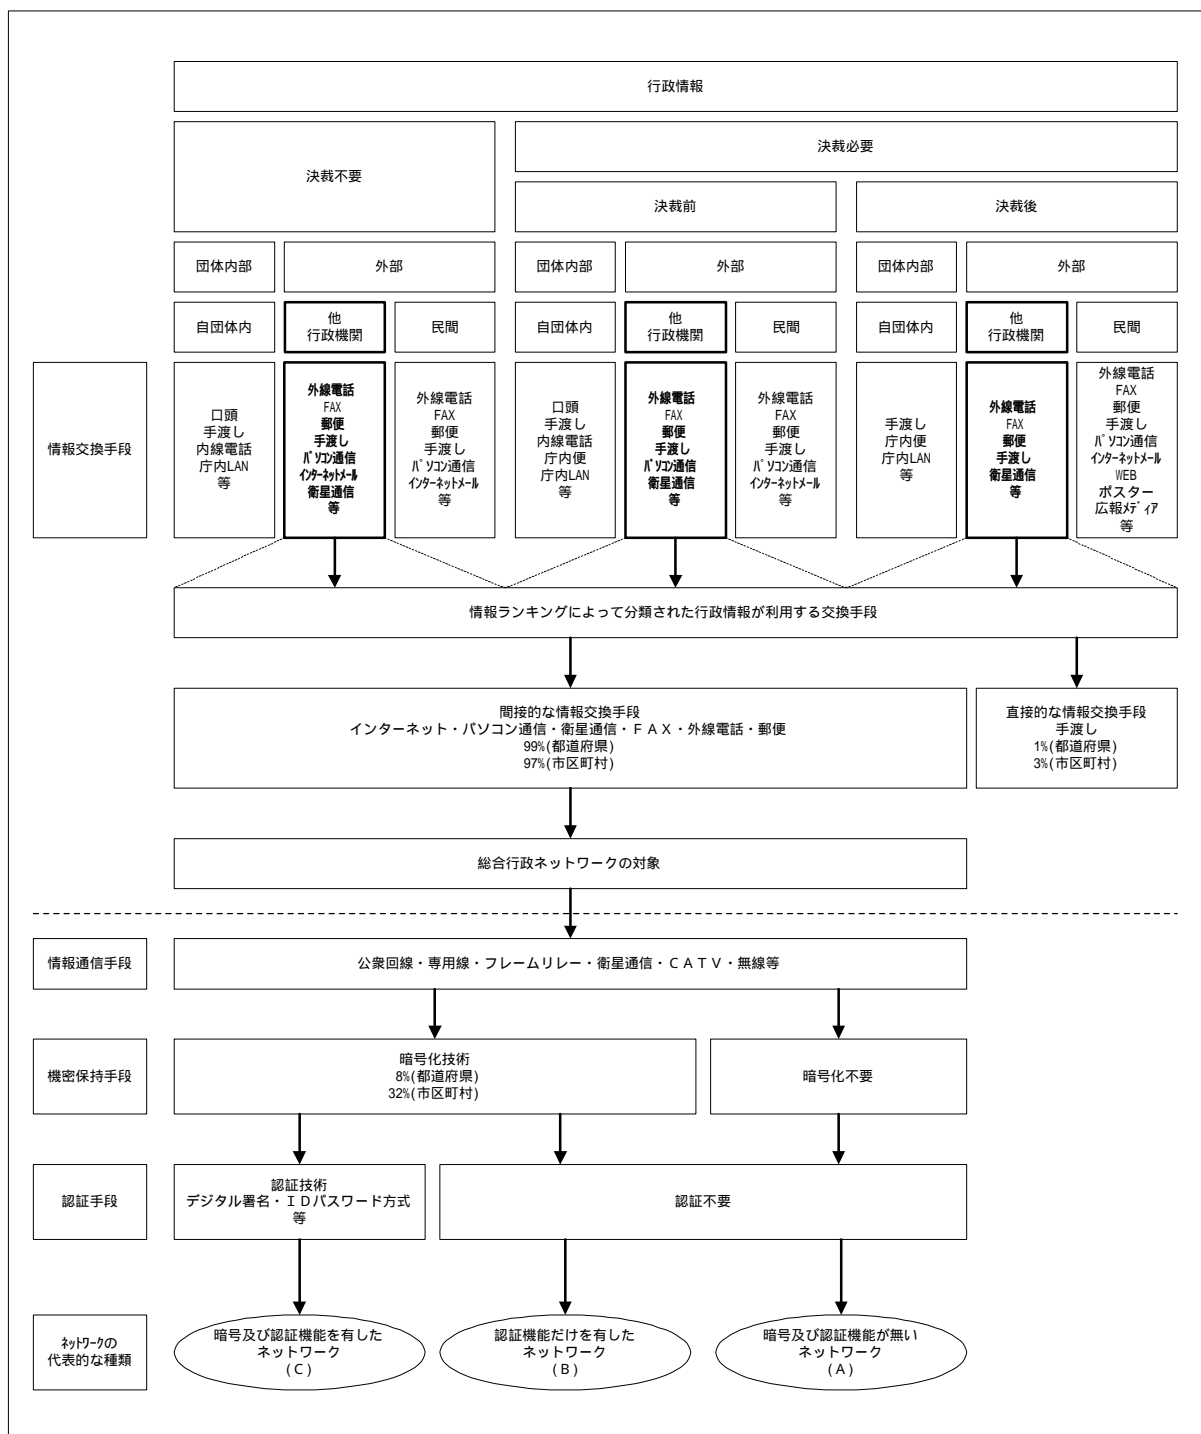 行政情報
決裁不要
決裁必要
決裁前
決裁後
団体内部
外部
団体内部
外部
団体内部
外部
自団体内
他
行政機関
民間
自団体内
他
行政機関
民間
自団体内
他
行政機関
民間
情報交換手段
口頭
手渡し
内線電話
庁内LAN
等
外線電話
FAX
郵便
手渡し
パソコン通信
インターネットメール
衛星通信
等
外線電話
FAX
郵便
手渡し
パソコン通信
インターネットメール
等
口頭
手渡し
内線電話
庁内便
庁内LAN
等
外線電話
FAX
郵便
手渡し
パソコン通信
衛星通信
等
外線電話
FAX
郵便
手渡し
パソコン通信
インターネットメール
等
手渡し
庁内便
庁内LAN
等
外線電話
FAX
郵便
手渡し
衛星通信
等
外線電話
FAX
郵便
手渡し
パソコン通信
インターネットメール
WEB
ポスター
広報メディア
等
情報ランキングによって分類された行政情報が利用する交換手段
間接的な情報交換手段
インターネット・パソコン通信・衛星通信・ＦＡＸ・外線電話・郵便
99%(都道府県)
97%(市区町村)
直接的な情報交換手段
手渡し
1%(都道府県)
3%(市区町村)
総合行政ネットワークの対象
情報通信手段
公衆回線・専用線・フレームリレー・衛星通信・ＣＡＴＶ・無線等
機密保持手段
暗号化技術
8%(都道府県)
32%(市区町村)
暗号化不要
認証手段
認証技術
デジタル署名・ＩＤパスワード方式
等
認証不要
ネットワークの
代表的な種類
暗号及び認証機能を有した
ネットワーク
(Ｃ)
認証機能だけを有した
ネットワーク
(Ｂ)
暗号及び認証機能が無い
ネットワーク
(Ａ)